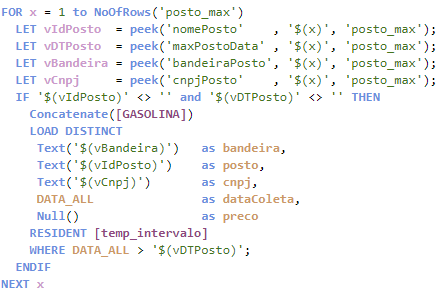 FOR x = 1 to NoOfRows('posto_max')
LET vIdPosto = peek('nomePosto' , '$(x)', 'posto_max');
LET vDTPosto = peek('maxPostoData' , '$(x)', 'posto_max');
LET vBandeira = peek('bandeiraPosto', '$(x)', 'posto_max');
LET vCnpj = peek('cnpjPosto' , '$(x)', 'posto_max');
IF '$(vIdPosto)' <> '' and '$(vDTPosto)' <> '' THEN
Concatenate([GASOLINA])
LOAD DISTINCT
Text('$(vBandeira)') as bandeira,
Text('$(vIdPosto)') as posto,
Text('$(vCnpj)') as cnpj,
DATA_ALL as dataColeta,
Null() as preco
RESIDENT [temp_intervalo]
WHERE DATA_ALL > '$(vDTPosto)';
ENDIF
NEXT x